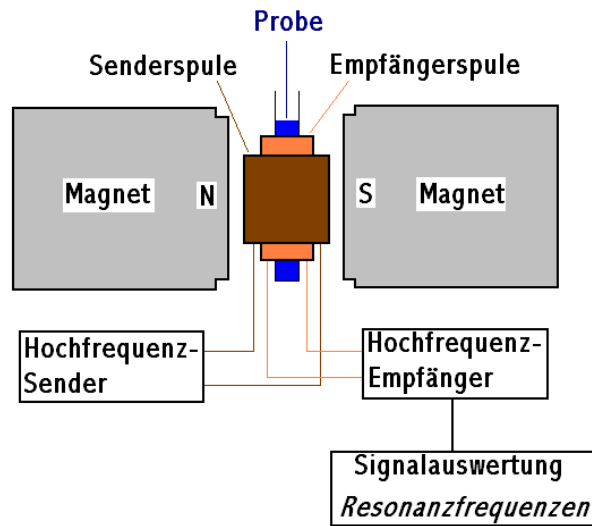 Probe
Senderspule
Empfängerspule
Magnet
N
S
Magnet
Hochfrequenz-
Sender
Hochfrequenz-
Empfänger
Signalauswertung
Resonanzfrequenzen